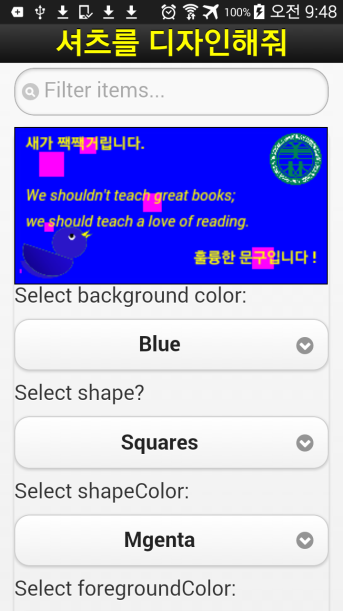 100% 오전 9:48
셔츠를 디자인해줘
Filter items...
새가 짹짹거립니다.
We shouldn't teach great books;
we should teach a love of reading.
훌륭한 문구입니다 !
Select background color:
Blue
Select shape?
Squares
Select shapeColor:
Mgenta
Select foregroundColor: